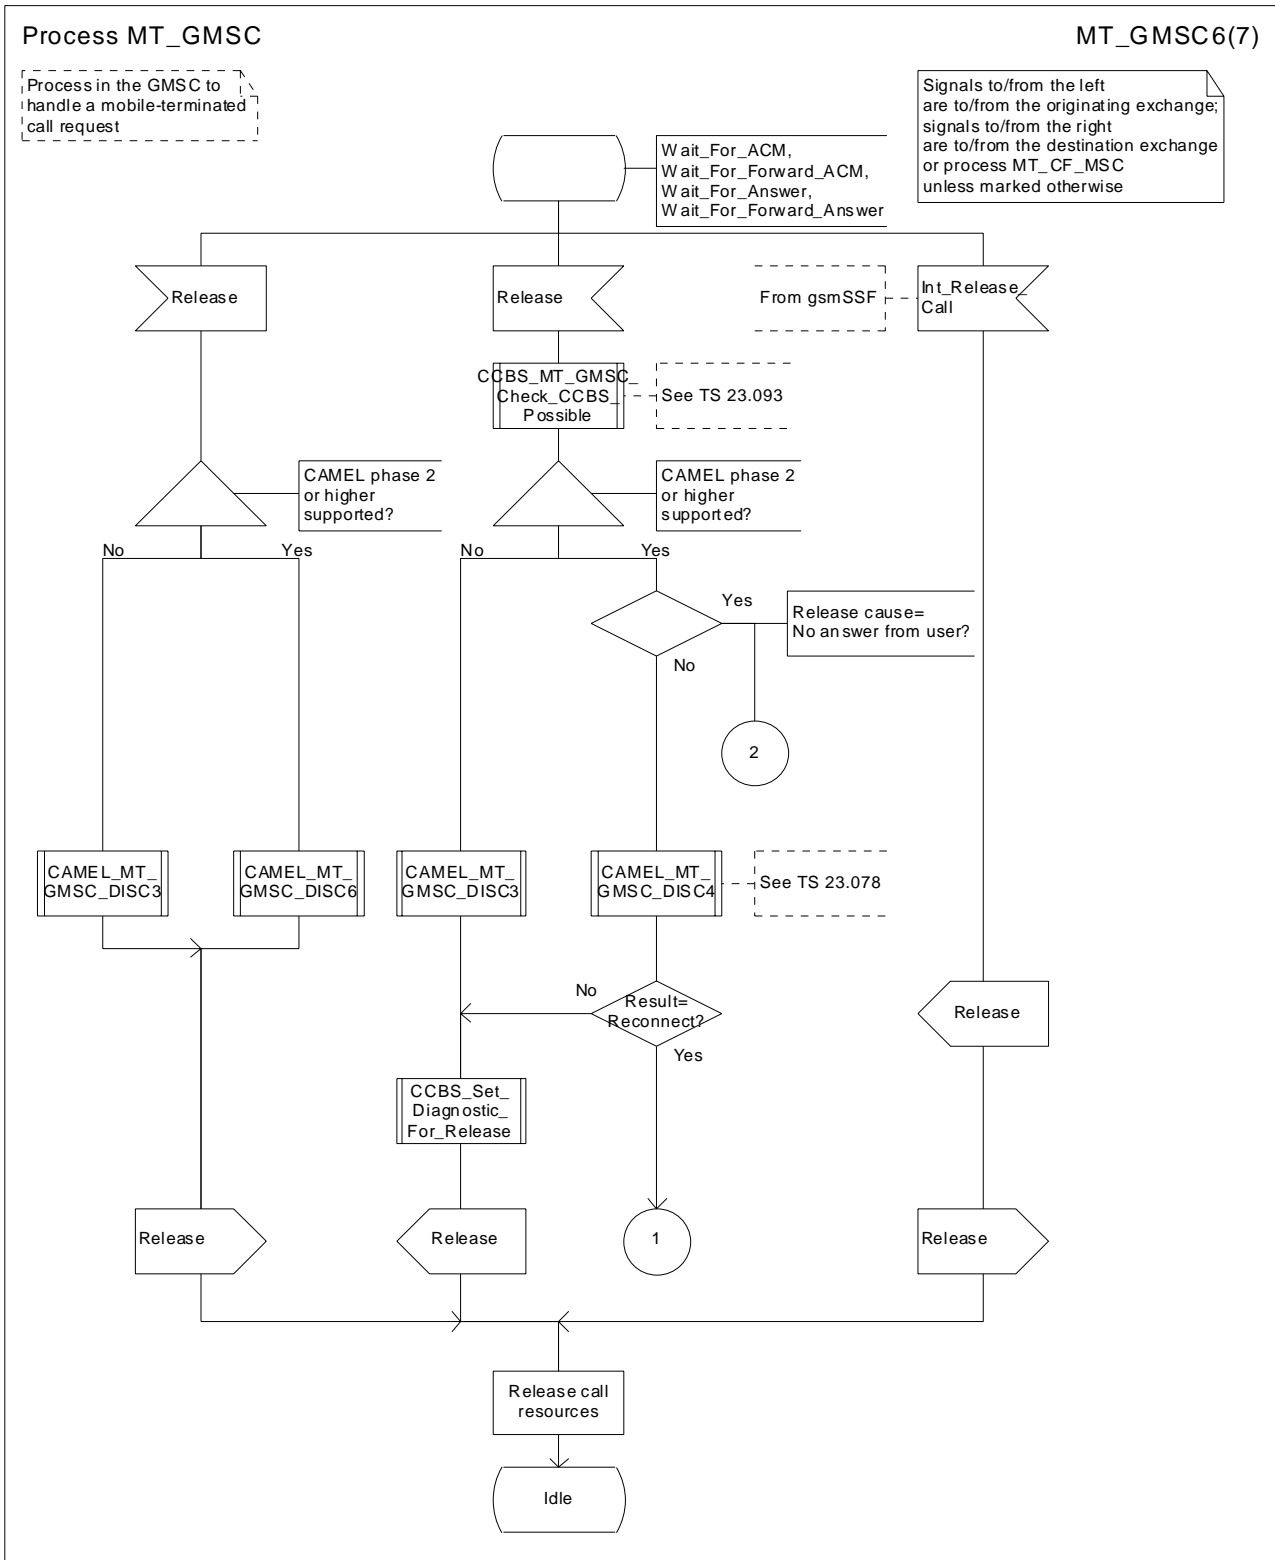 Process MT_GMSC
MT_GMSC6(7)
Process in the GMSC to
handle a mobile-terminated
call request
Signals to/from the left
are to/from the originating exchange;
signals to/from the right
are to/from the destination exchange
or process MT_CF_MSC
unless marked otherwise
Wait_For_ACM,
Wait_For_Forward_ACM,
Wait_For_Answer,
Wait_For_Forward_Answer
Release
Release
From gsmSSF
Int_Release_
Call
CCBS_MT_GMSC_
Check_CCBS_
Possible
See TS 23.093
CAMEL phase 2
or higher
supported?
CAMEL phase 2
or higher
supported?
No
Yes
No
Yes
Yes
Release cause=
No answer from user?
No
2
CAMEL_MT_
GMSC_DISC3
CAMEL_MT_
GMSC_DISC6
CAMEL_MT_
GMSC_DISC3
CAMEL_MT_
GMSC_DISC4
See TS 23.078
No
Result=
Reconnect?
Yes
Release
CCBS_Set_
Diagnostic_
For_Release
Release
Release
1
Release
Release call
resources
Idle